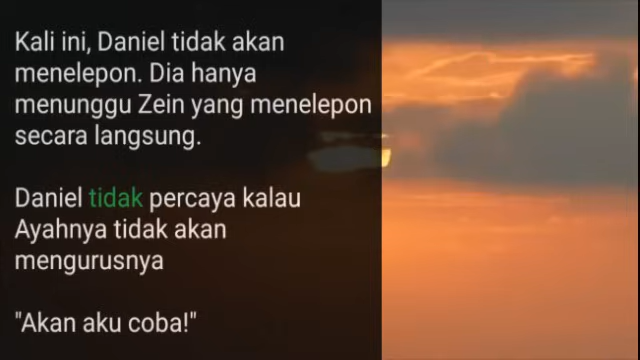 Kali ini, Daniel tidak akan
menelepon. Dia hanya
menunggu Zein yang menelepon
secara langsung.
Daniel tidak percaya kalau
Ayahnya tidak akan
mengurusnya
"Akan aku coba!"